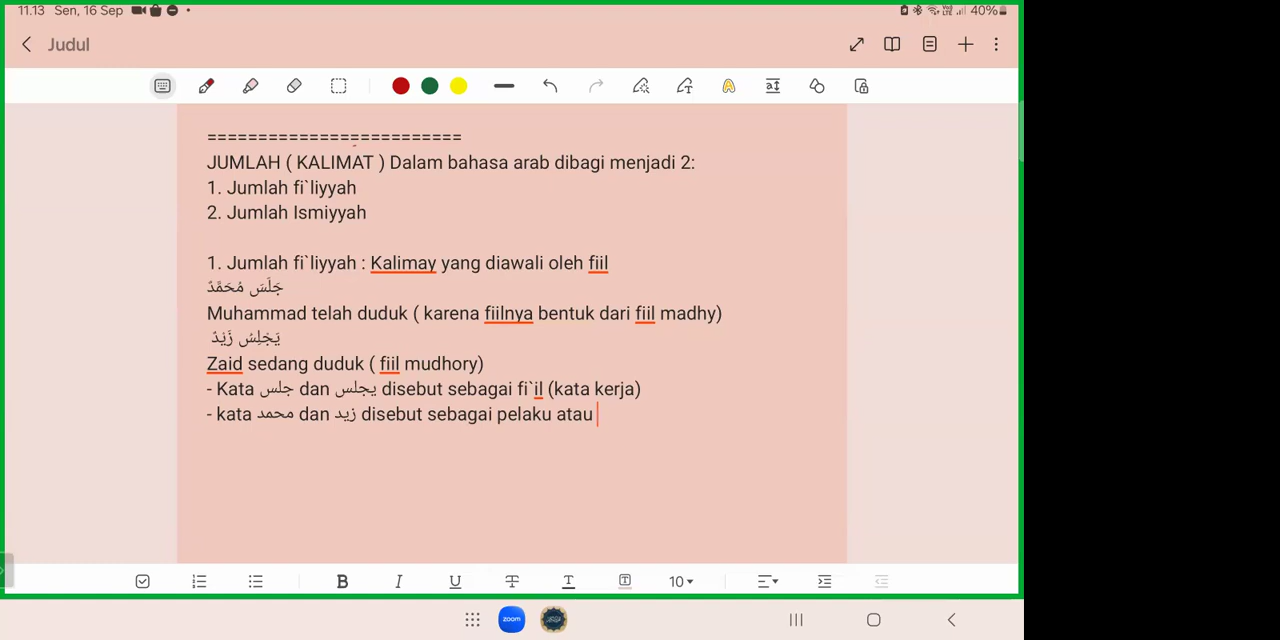 11.13 Sen, 16 Sep
40%
Judul
=========================
JUMLAH ( KALIMAT ) Dalam bahasa arab dibagi menjadi 2:
1. Jumlah fi`liyyah
2. Jumlah Ismiyyah
1. Jumlah fi`liyyah : Kalimay yang diawali oleh fiil
جَلَسَ مُحَمَّدٌ
Muhammad telah duduk ( karena fiilnya bentuk dari fiil madhy)
يَجْلِسُ زَيْدٌ
Zaid sedang duduk ( fiil mudhory)
- Kata جلس dan يجلس disebut sebagai fi`il (kata kerja)
- kata محمد dan زيد disebut sebagai pelaku atau
B I U T T T 10
zoom